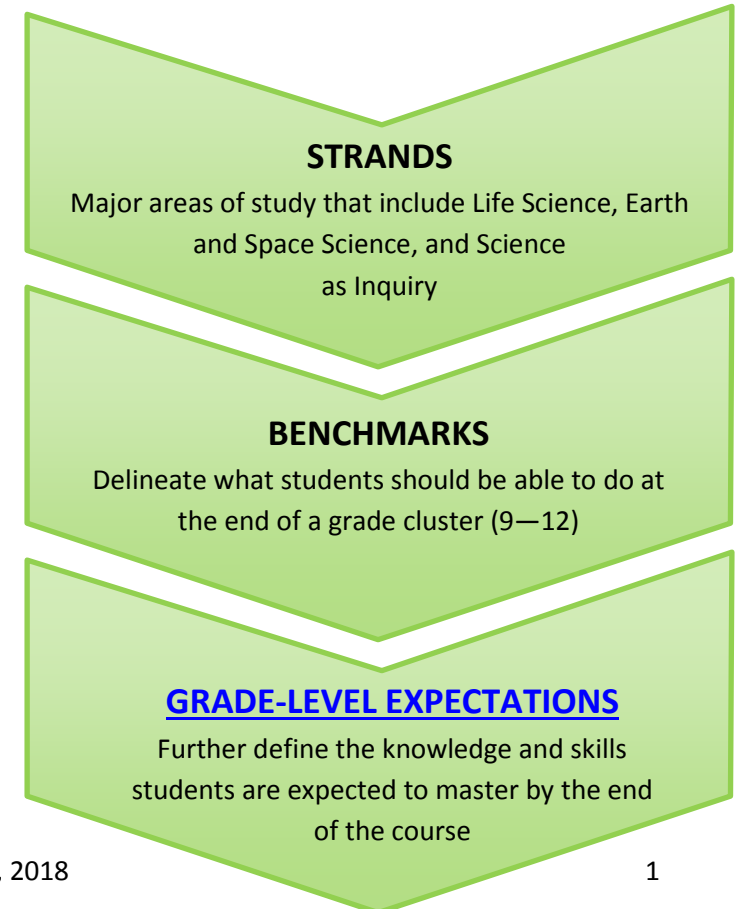 STRANDS
Major areas of study that include Life Science, Earth
and Space Science, and Science
as Inquiry
BENCHMARKS
Delineate what students should be able to do at
the end of a grade cluster (9—12)
GRADE-LEVEL EXPECTATIONS
Further define the knowledge and skills
students are expected to master by the end
of the course
, 2018 1